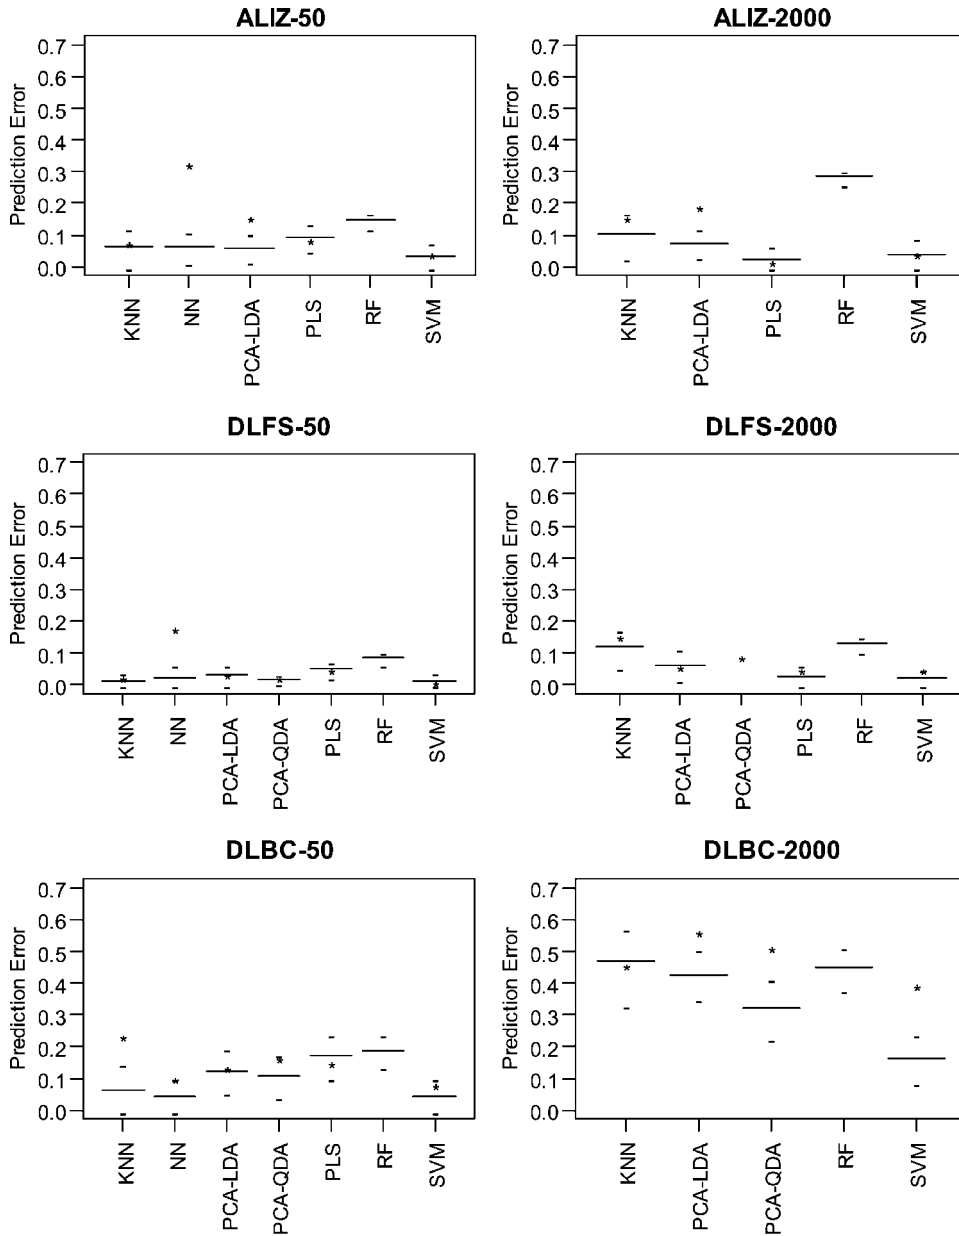 ALIZ-50
Prediction Error
0.7
0.6
0.5
0.4
0.3
0.2
0.1
0.0
KNN
NN
PCA-LDA
PLS
RF
SVM
ALIZ-2000
Prediction Error
0.7
0.6
0.5
0.4
0.3
0.2
0.1
0.0
KNN
PCA-LDA
PLS
RF
SVM
DLFS-50
Prediction Error
0.7
0.6
0.5
0.4
0.3
0.2
0.1
0.0
KNN
NN
PCA-LDA
PCA-QDA
PLS
RF
SVM
DLFS-2000
Prediction Error
0.7
0.6
0.5
0.4
0.3
0.2
0.1
0.0
KNN
PCA-LDA
PCA-QDA
PLS
RF
SVM
DLBC-50
Prediction Error
0.7
0.6
0.5
0.4
0.3
0.2
0.1
0.0
KNN
NN
PCA-LDA
PCA-QDA
PLS
RF
SVM
DLBC-2000
Prediction Error
0.7
0.6
0.5
0.4
0.3
0.2
0.1
0.0
KNN
PCA-LDA
PCA-QDA
RF
SVM